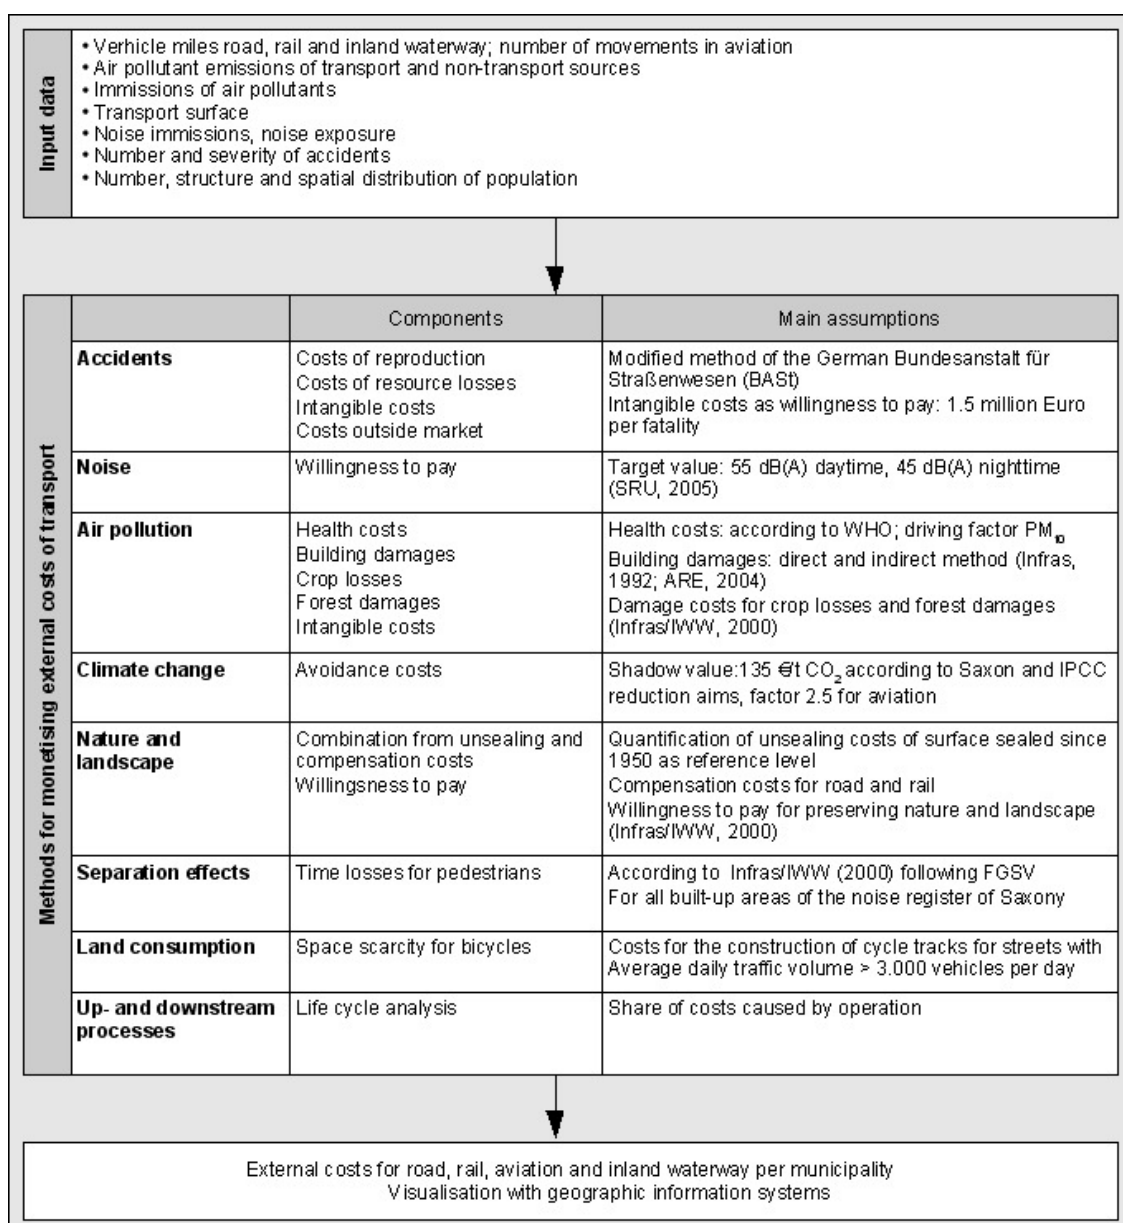 Input data
• Verhicle miles road, rail and inland waterway; number of movements in aviation
• Air pollutant emissions of transport and non-transport sources
• Immissions of air pollutants
• Transport surface
• Noise immissions, noise exposure
• Number and severity of accidents
• Number, structure and spatial distribution of population
Methods for monetising external costs of transport
Components
Main assumptions
Accidents
Costs of reproduction
Costs of resource losses
Intangible costs
Costs outside market
Modified method of the German Bundesanstalt für
Straßenwesen (BASt)
Intangible costs as willingness to pay: 1.5 million Euro
per fatality
Noise
Willingness to pay
Target value: 55 dB(A) daytime, 45 dB(A) nighttime
(SRU, 2005)
Air pollution
Health costs
Building damages
Crop losses
Forest damages
Intangible costs
Health costs: according to WHO; driving factor PM₁₀
Building damages: direct and indirect method (Infras,
1992; ARE, 2004)
Damage costs for crop losses and forest damages
(Infras/IWW, 2000)
Climate change
Avoidance costs
Shadow value:135 €/t CO₂ according to Saxon and IPCC
reduction aims, factor 2.5 for aviation
Nature and
landscape
Combination from unsealing and
compensation costs
Willingsness to pay
Quantification of unsealing costs of surface sealed since
1950 as reference level
Compensation costs for road and rail
Willingness to pay for preserving nature and landscape
(Infras/IWW, 2000)
Separation effects
Time losses for pedestrians
According to Infras/IWW (2000) following FGSV
For all built-up areas of the noise register of Saxony
Land consumption
Space scarcity for bicycles
Costs for the construction of cycle tracks for streets with
Average daily traffic volume > 3.000 vehicles per day
Up- and downstream
processes
Life cycle analysis
Share of costs caused by operation
External costs for road, rail, aviation and inland waterway per municipality
Visualisation with geographic information systems